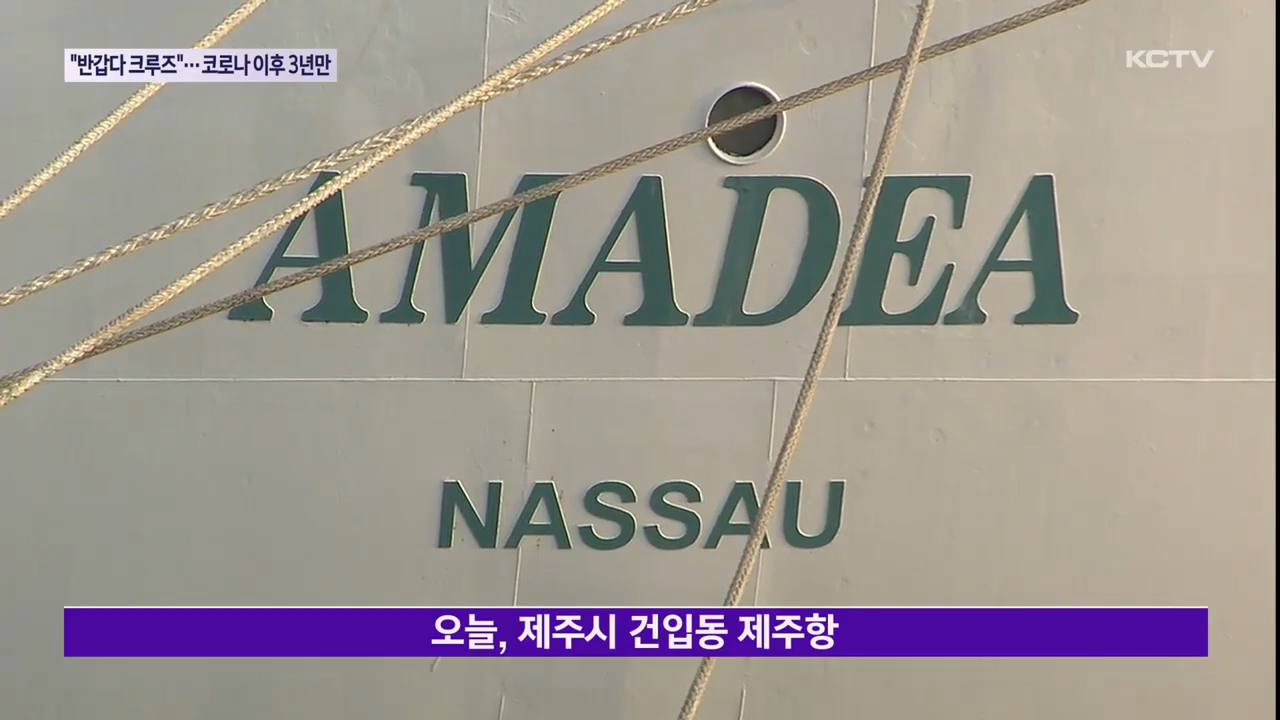 "반갑다 크루즈"… 코로나 이후 3년만
KCTV
AMADEA
NASSAU
오늘, 제주시 건입동 제주항